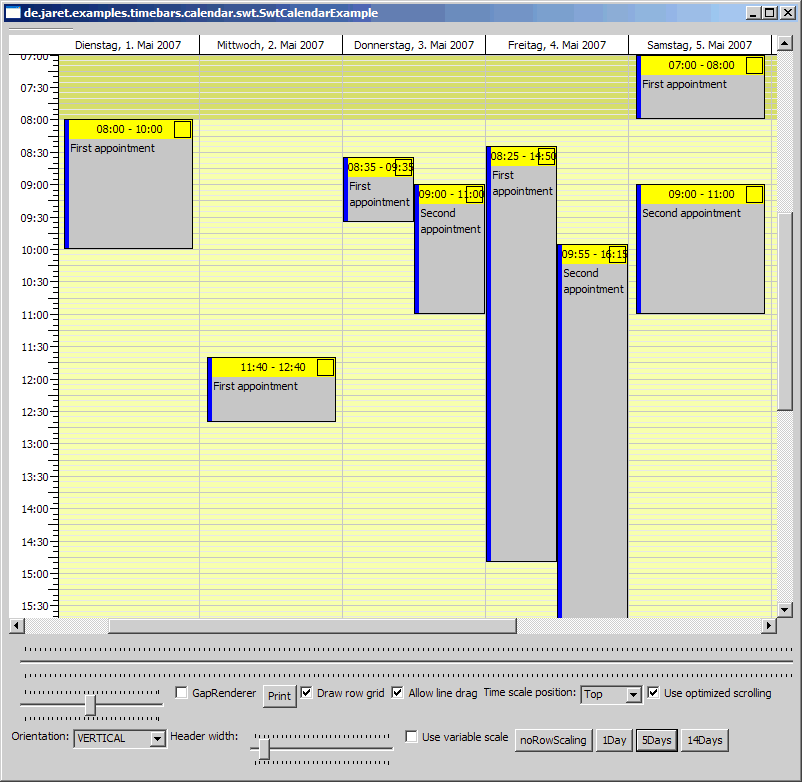 de.jaret.examples.timebars.calendar.swt.SwtCalendarExample
Dienstag, 1. Mai 2007 Mittwoch, 2. Mai 2007 Donnerstag, 3. Mai 2007 Freitag, 4. Mai 2007 Samstag, 5. Mai 2007
07:00
07:00 - 08:00
07:30
First appointment
08:00
08:00 - 10:00
First appointment
08:30
08:25 - 14:50
First
appointment
08:35 - 09:35
First
appointment
09:00
09:00 - 11:00
Second
appointment
09:00 - 11:00
Second appointment
09:30
10:00
09:55 - 16:15
Second
appointment
10:30
11:00
11:30
11:40 - 12:40
First appointment
12:00
12:30
13:00
13:30
14:00
14:30
15:00
15:30
GapRenderer Print Draw row grid Allow line drag Time scale position: Top Use optimized scrolling
Orientation: VERTICAL Header width: Use variable scale noRowScaling 1Day 5Days 14Days